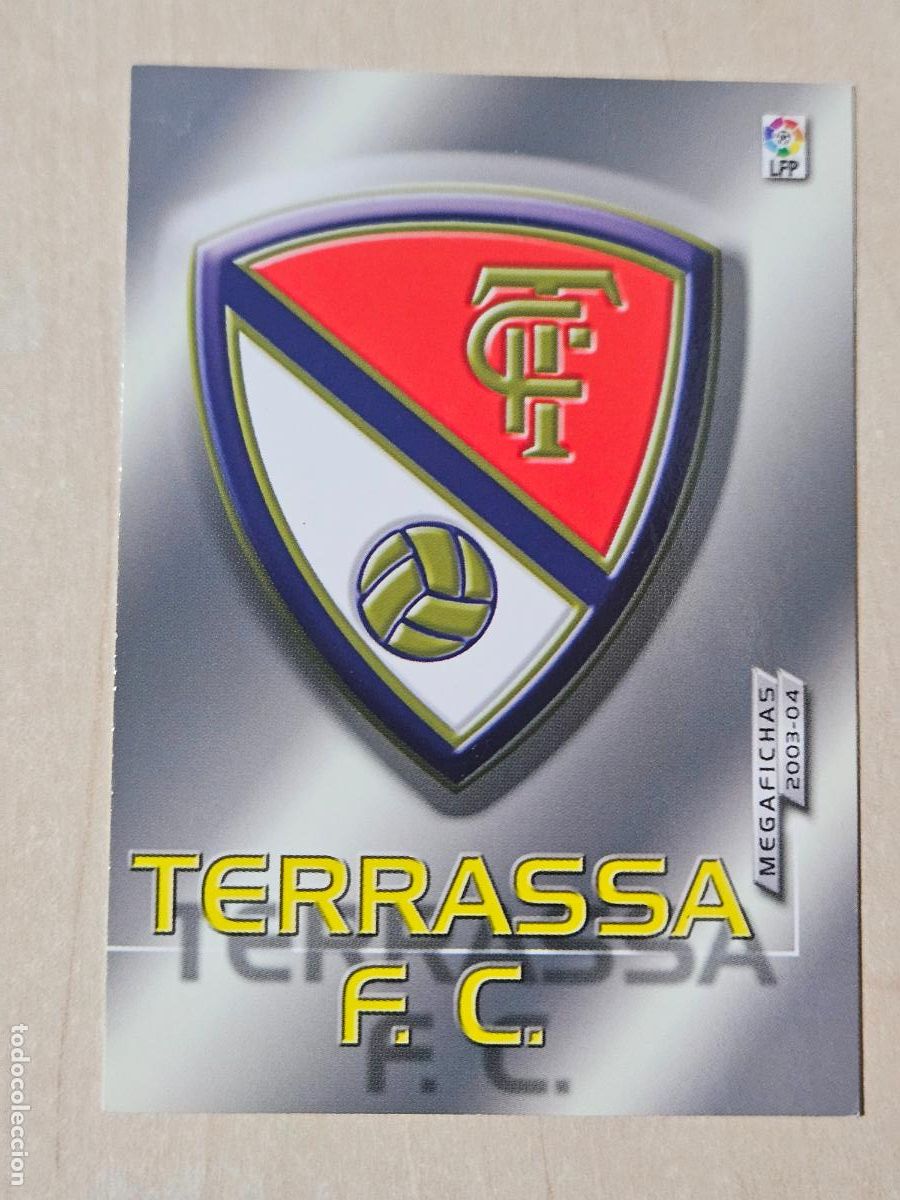 LFP
TFC
MEGAFICHAS
2003-04
TERRASSA
F. C.
todocoleccion